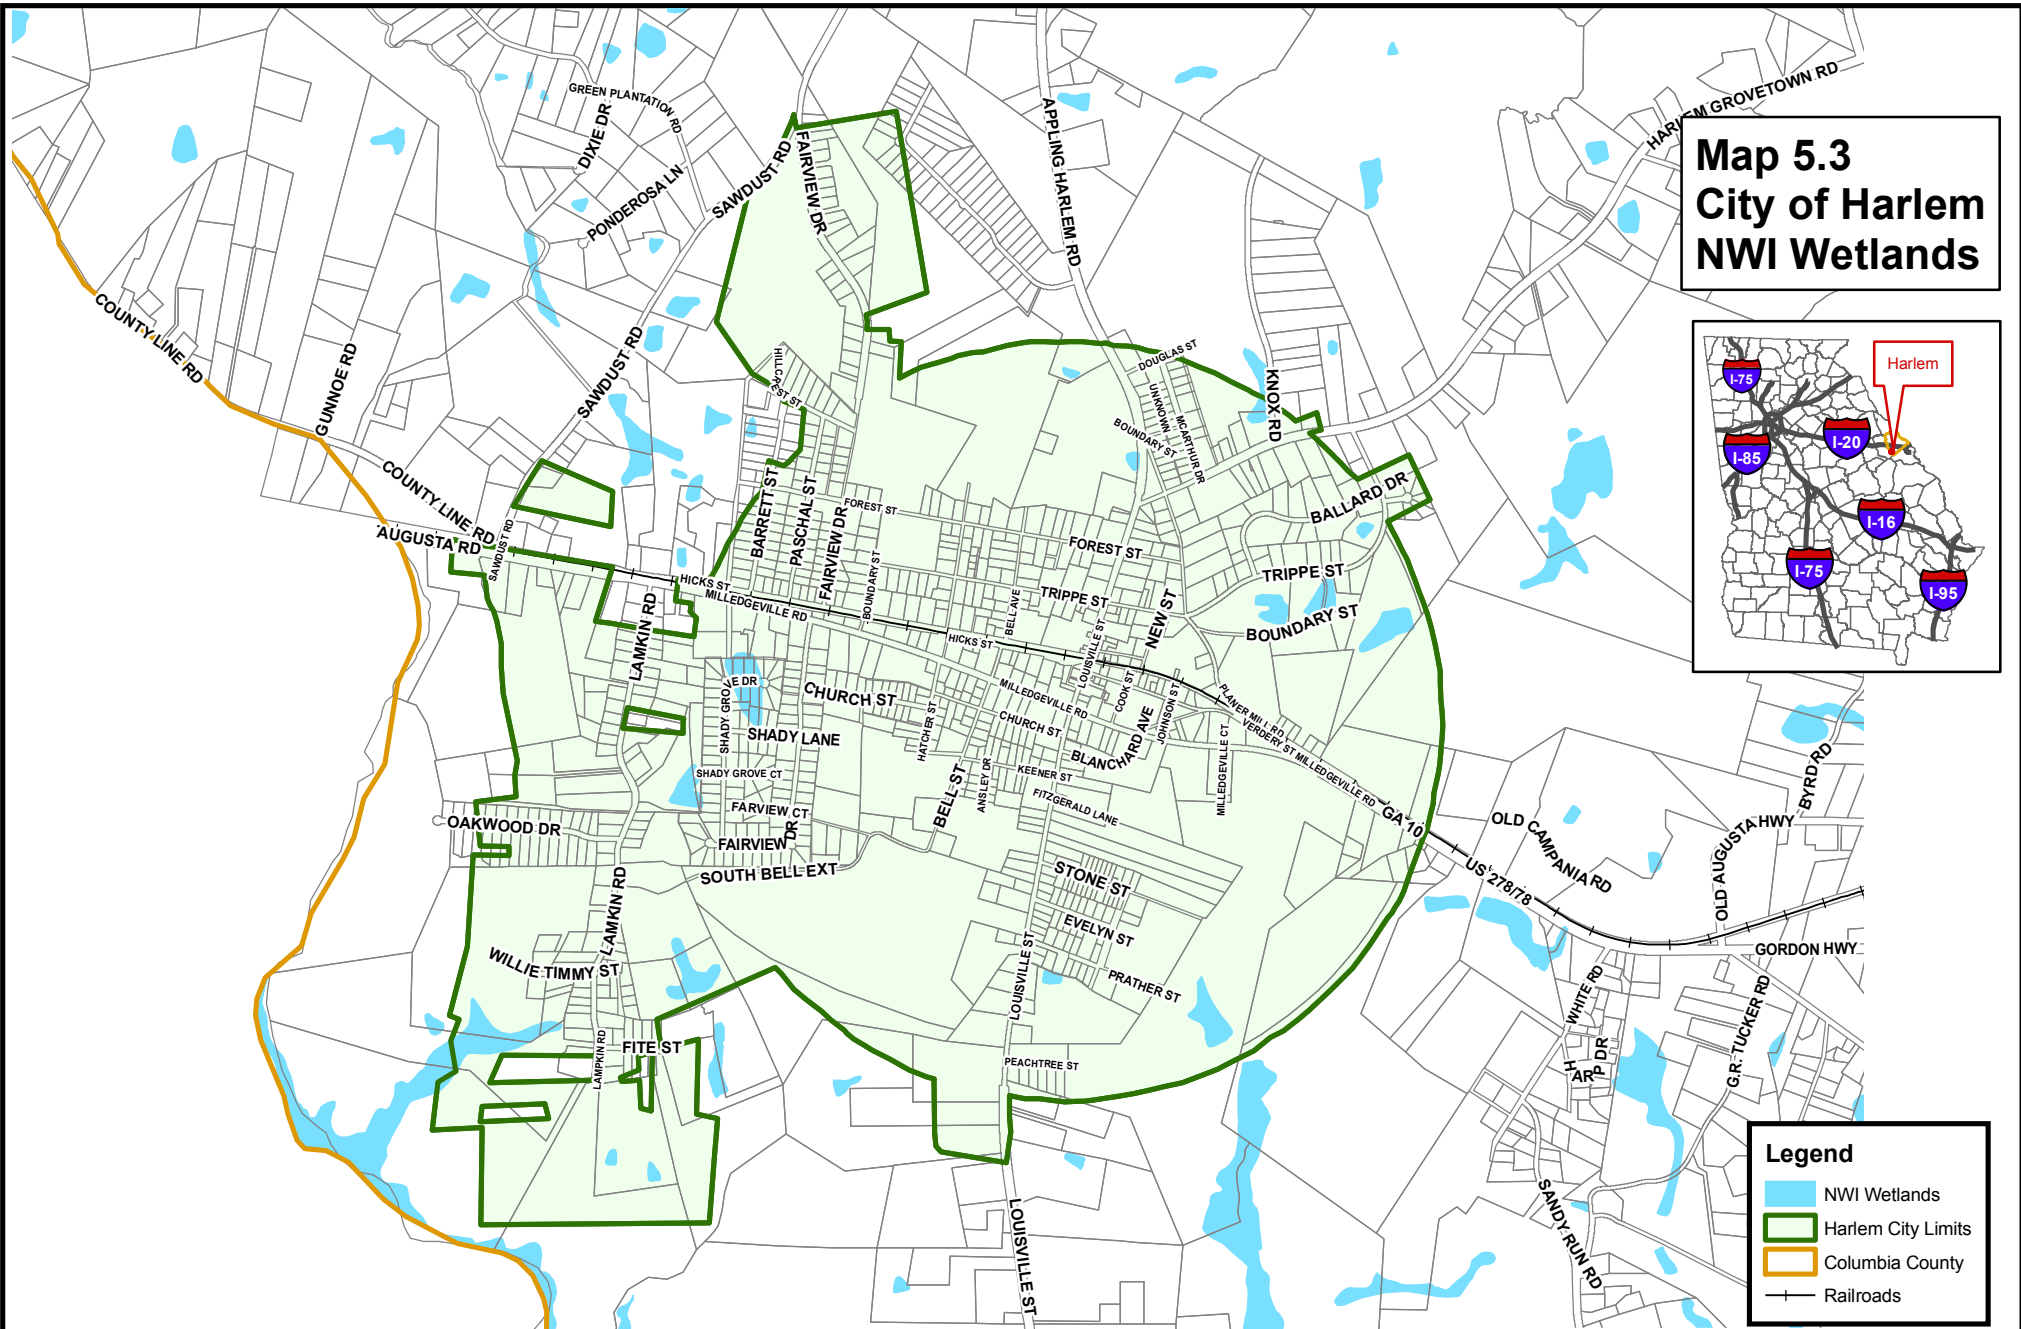 Map 5.3
City of Harlem
NWI Wetlands
Harlem
I-75
I-20
I-85
I-16
I-75
I-95
GREEN PLANTATION RD
DIXIE DR
PONDEROSA LN
SAWDUST RD
FAIRVIEW DR
APPLING HARLEM RD
HARLEM GROVETOWN RD
COUNTY LINE RD
GUNNOE RD
SAWDUST RD
HILLCREST ST
DOUGLAS ST
UNKNOWN
MCARTHUR DR
BOUNDARY ST
KNOX RD
COUNTY LINE RD
AUGUSTA RD
SAWDUST RD
BARRETT ST
PASCHAL ST
FAIRVIEW DR
FOREST ST
BOUNDARY ST
FOREST ST
BALLARD DR
TRIPPE ST
TRIPPE ST
BOUNDARY ST
HICKS ST
MILLEDGEVILLE RD
LAMKIN RD
BELL AVE
HICKS ST
LOUISVILLE ST
NEW ST
SHADY GROVE DR
CHURCH ST
HATCHER ST
MILLEDGEVILLE RD
CHURCH ST
COOK ST
BLANCHARD AVE
JOHNSON ST
PLANER MILL RD
VERDERY ST
MILLEDGEVILLE RD
MILLEDGEVILLE CT
SHADY LANE
SHADY GROVE CT
KEENER ST
ANSLEY DR
BELL ST
FITZGERALD LANE
FARVIEW CT
FAIRVIEW DR
OAKWOOD DR
SOUTH BELL EXT
GA 10
US 278/78
OLD CAMPANIA RD
OLD AUGUSTA HWY
BYRD RD
GORDON HWY
STONE ST
EVELYN ST
PRATHER ST
LOUISVILLE ST
LAMKIN RD
WILLIE TIMMY ST
LAMPKIN RD
FITE ST
PEACHTREE ST
WHITE RD
HARP DR
G.R. TUCKER RD
SANDY RUN RD
LOUISVILLE ST
Legend
NWI Wetlands
Harlem City Limits
Columbia County
Railroads